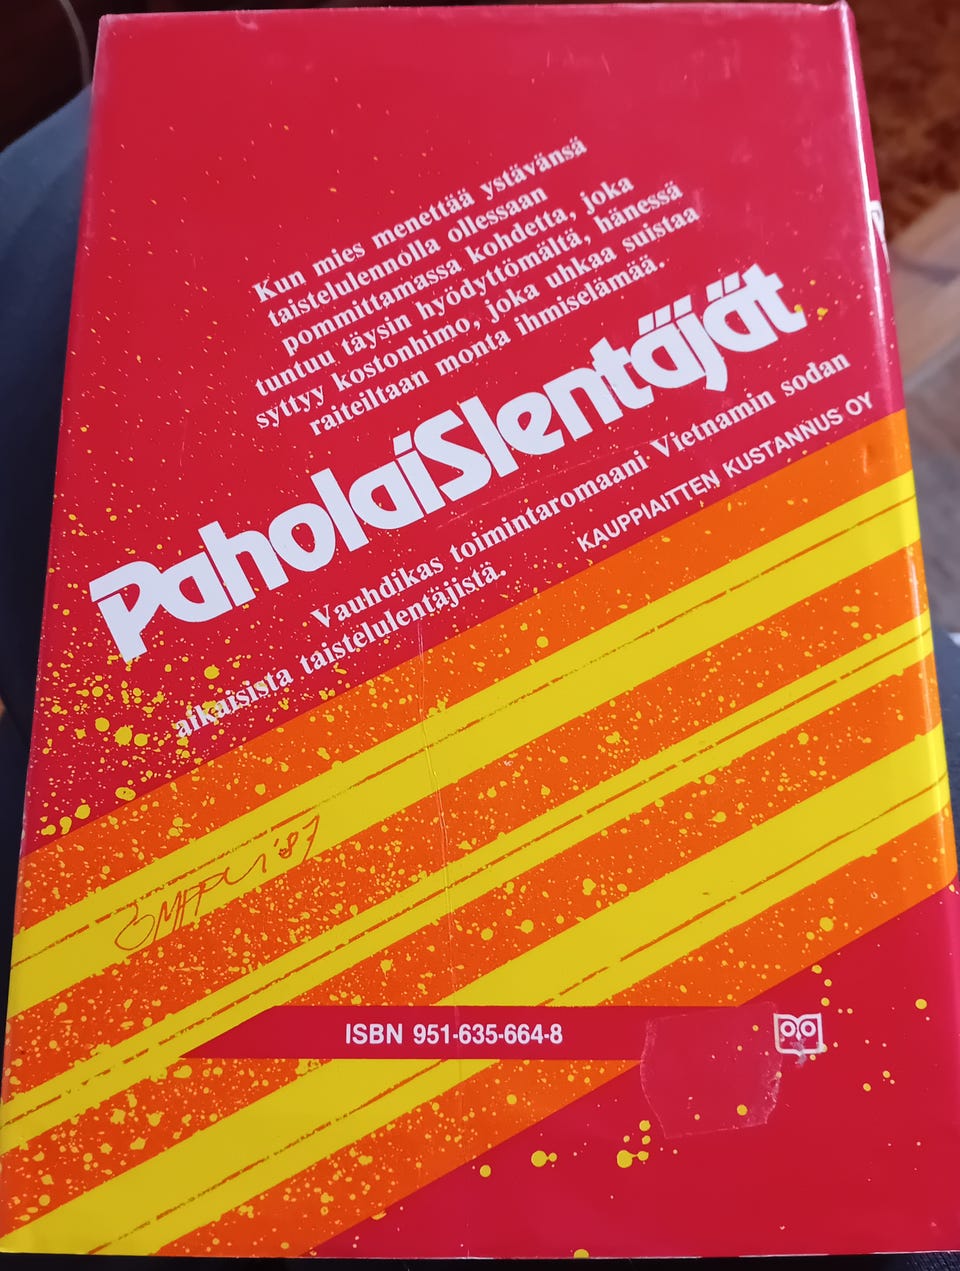 Kun mies menettää ystävänsä
taistelulennolla ollessaan
pommittamassa kohdetta, joka
tuntuu täysin hyödyttömältä, hänessä
syttyy kostonhimo, joka uhkaa suistaa
raiteiltaan monta ihmiselämää.
Paholaislentäjät
Vauhdikas toimintaromaani Vietnamin sodan
aikaisista taistelulentäjistä.
KAUPPIAITTEN KUSTANNUS OY
ISBN 951-635-664-8